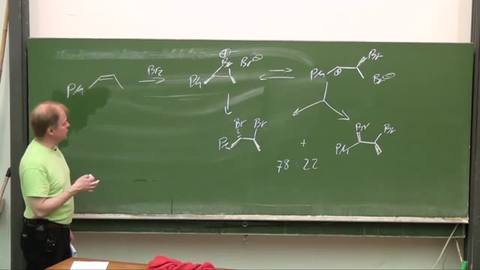 Ph Br₂ Ph Br ⊕ Br⊖ Ph ⊕ Br Br⊖
Br Br Ph + Ph Br Br
78 : 22